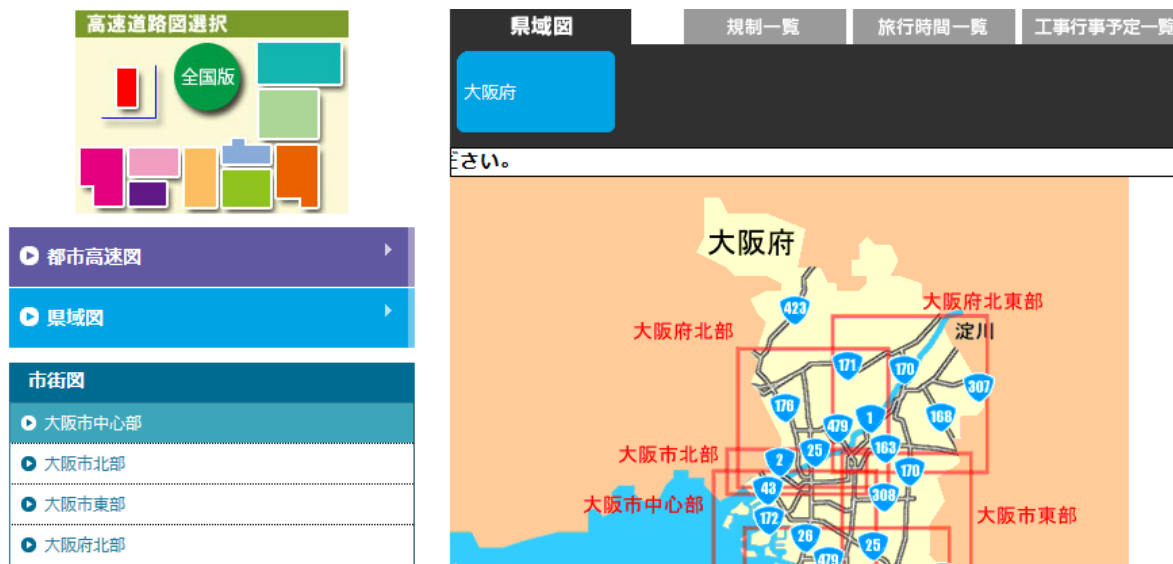 高速道路図選択
全国版
都市高速図
県域図
市街図
大阪市中心部
大阪市北部
大阪市東部
大阪府北部
県域図
規制一覧
旅行時間一覧
工事行事予定一覧
大阪府
ださい。
大阪府
大阪府北東部
423
大阪府北部
淀川
171
170
307
176
168
479
1
大阪市北部
2
25
163
170
43
308
大阪市中心部
172
大阪市東部
26
25
479